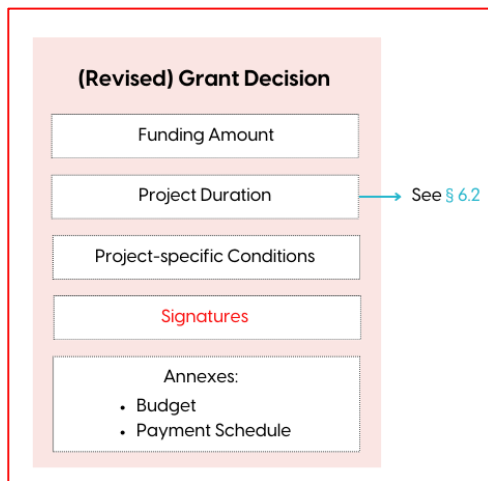 (Revised) Grant Decision
Funding Amount
Project Duration
See § 6.2
Project-specific Conditions
Signatures
Annexes:
• Budget
• Payment Schedule